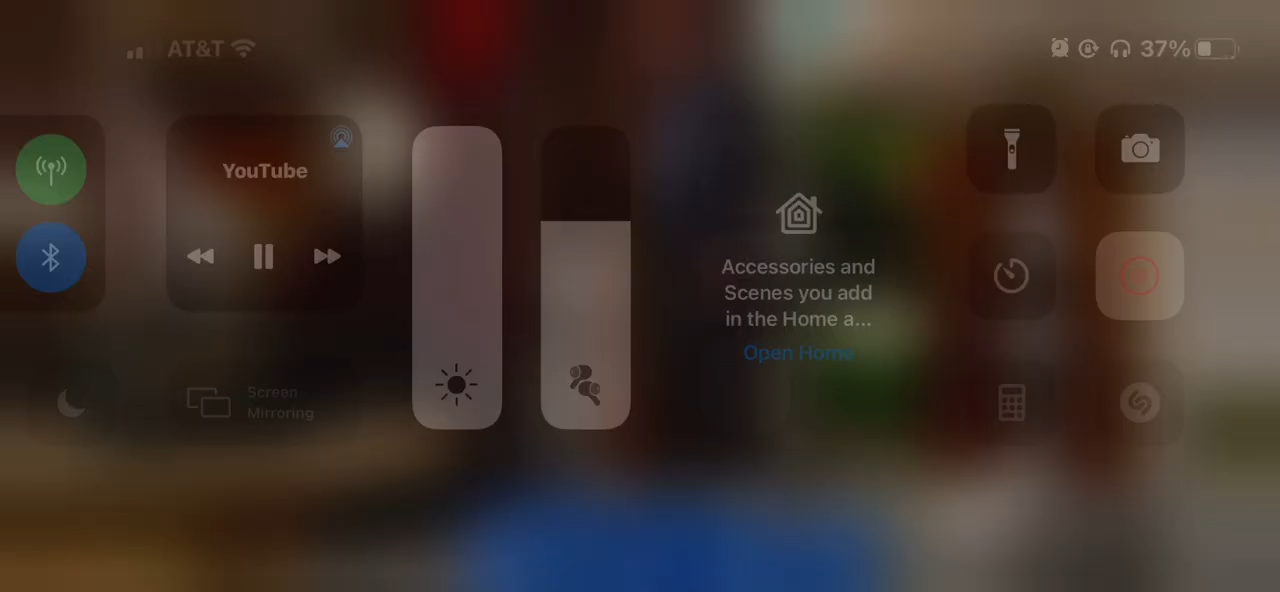 AT&T
37%
YouTube
Accessories and
Scenes you add
in the Home a...
Open Home
Screen
Mirroring